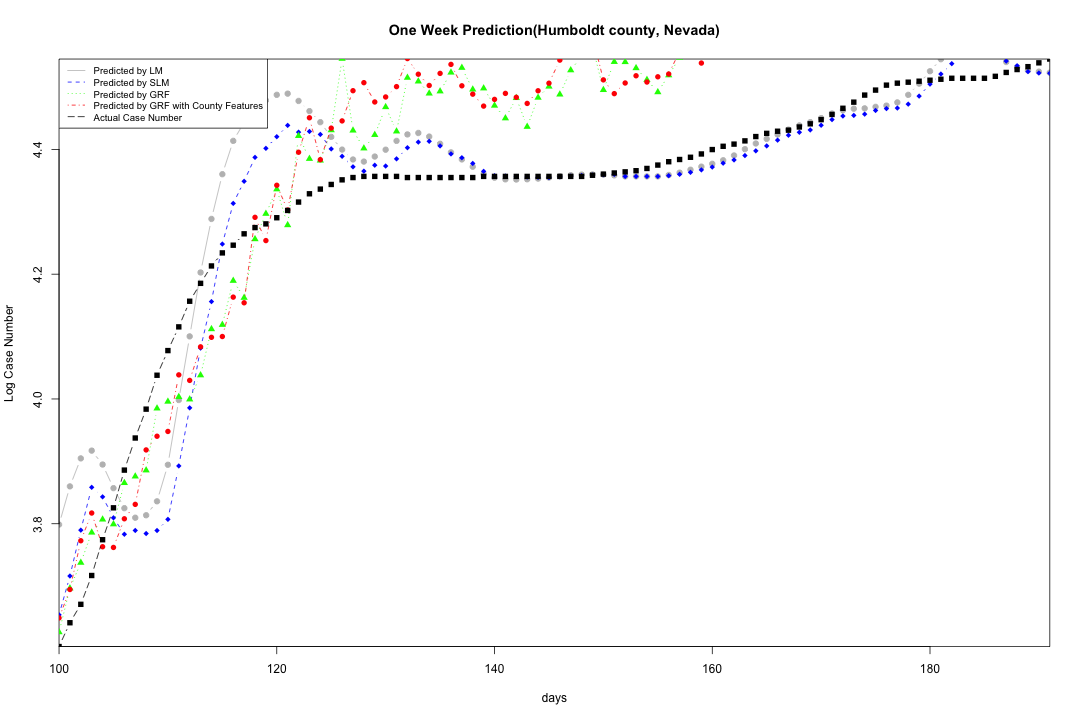 One Week Prediction(Humboldt county, Nevada)
Predicted by LM
Predicted by SLM
Predicted by GRF
Predicted by GRF with County Features
Actual Case Number
4.4
4.2
4.0
3.8
Log Case Number
100 120 140 160 180
days